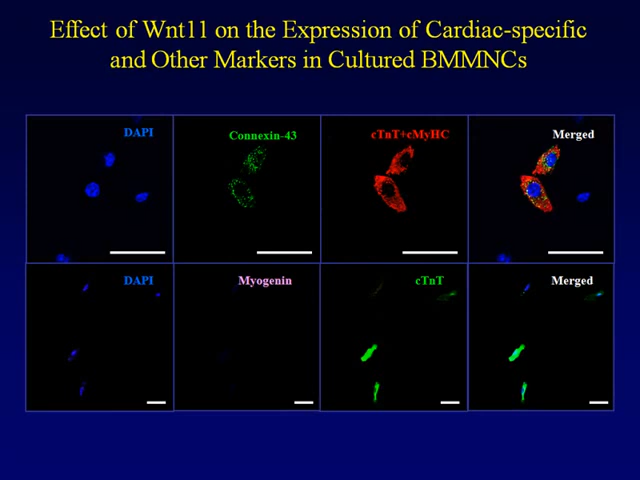 Effect of Wnt11 on the Expression of Cardiac-specific
and Other Markers in Cultured BMMNCs
DAPI
Connexin-43
cTnT+cMyHC
Merged
DAPI
Myogenin
cTnT
Merged